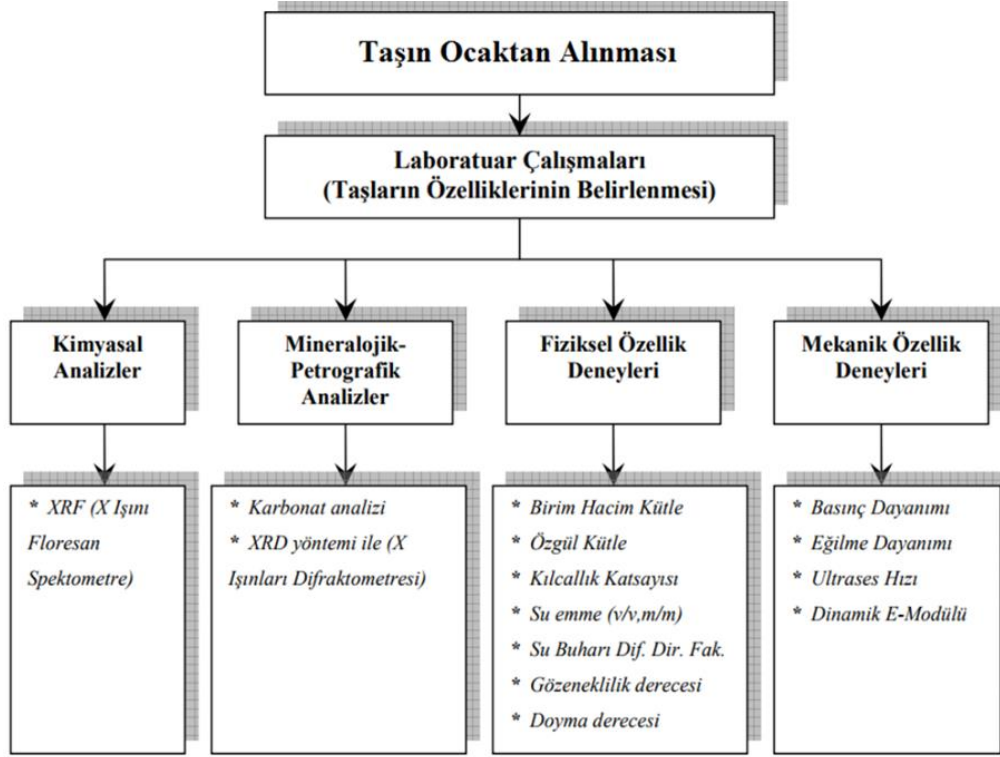 Taşın Ocaktan Alınması
Laboratuar Çalışmaları
(Taşların Özelliklerinin Belirlenmesi)
Kimyasal
Analizler
Mineralojik-
Petrografik
Analizler
Fiziksel Özellik
Deneyleri
Mekanik Özellik
Deneyleri
* XRF (X Işını
Floresan
Spektometre)
* Karbonat analizi
* XRD yöntemi ile (X
Işınları Difraktometresi)
* Birim Hacim Kütle
* Özgül Kütle
* Kılcallık Katsayısı
* Su emme (v/v,m/m)
* Su Buharı Dif. Dir. Fak.
* Gözeneklilik derecesi
* Doyma derecesi
* Basınç Dayanımı
* Eğilme Dayanımı
* Ultrases Hızı
* Dinamik E-Modülü